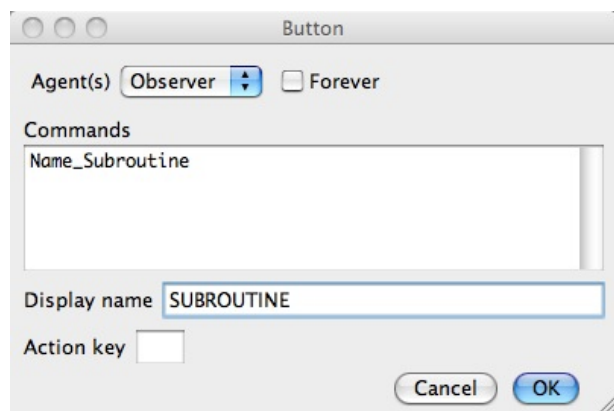 Button
Agent(s) Observer Forever
Commands
Name_Subroutine
Display name SUBROUTINE
Action key
Cancel OK